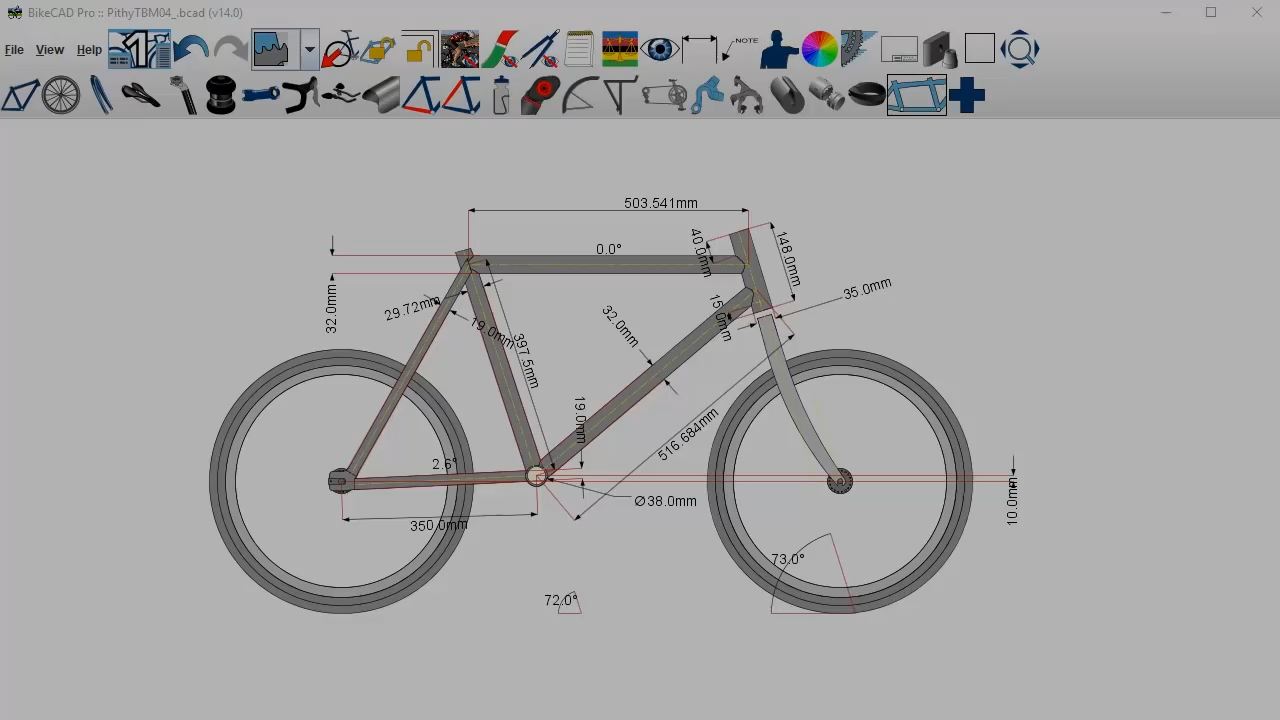 BikeCAD Pro :: PithyTBM04_.bcad (v14.0)
File View Help
NOTE
503.541mm
0.0°
40.0mm
148.0mm
32.0mm
29.72mm
19.0mm
397.5mm
32.0mm
15.0mm
35.0mm
19.0mm
516.684mm
2.6°
Ø38.0mm
350.0mm
10.0mm
73.0°
72.0°